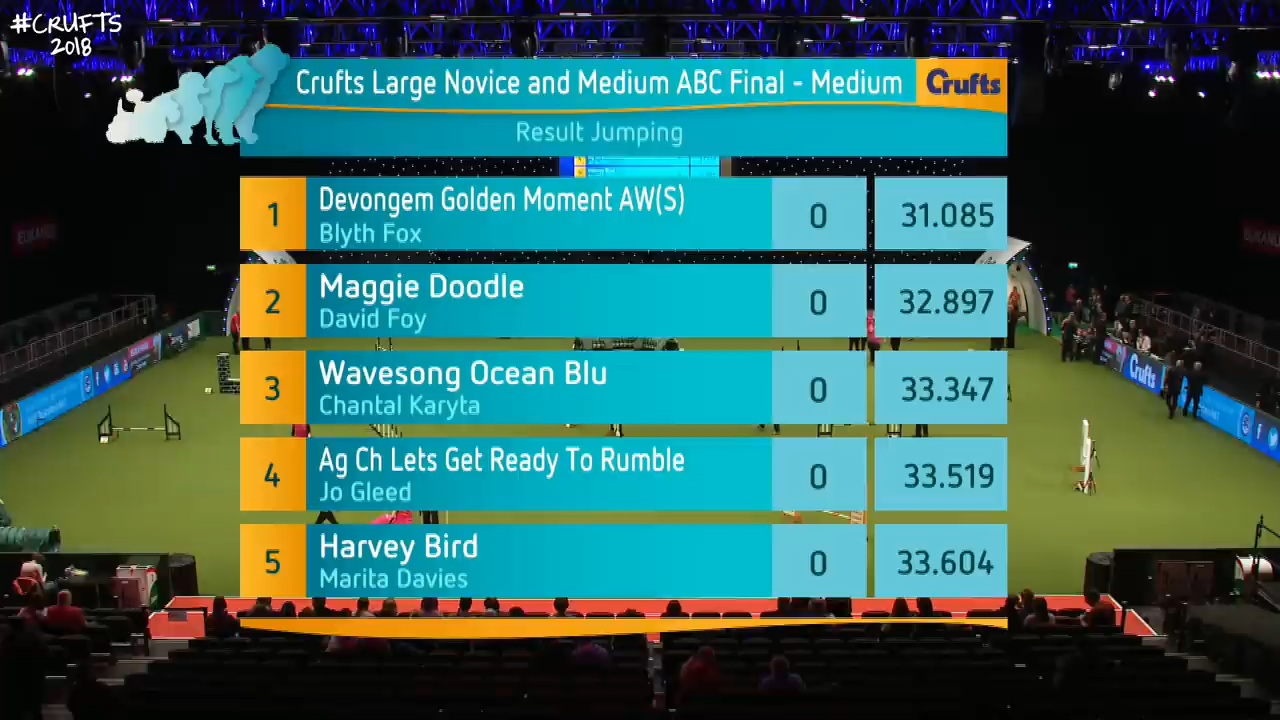 #CRUFTS
2018
Crufts Large Novice and Medium ABC Final - Medium
Crufts
Result Jumping
1
Devongem Golden Moment AW(S)
Blyth Fox
0
31.085
2
Maggie Doodle
David Foy
0
32.897
3
Wavesong Ocean Blu
Chantal Karyta
0
33.347
4
Ag Ch Lets Get Ready To Rumble
Jo Gleed
0
33.519
5
Harvey Bird
Marita Davies
0
33.604
Crufts